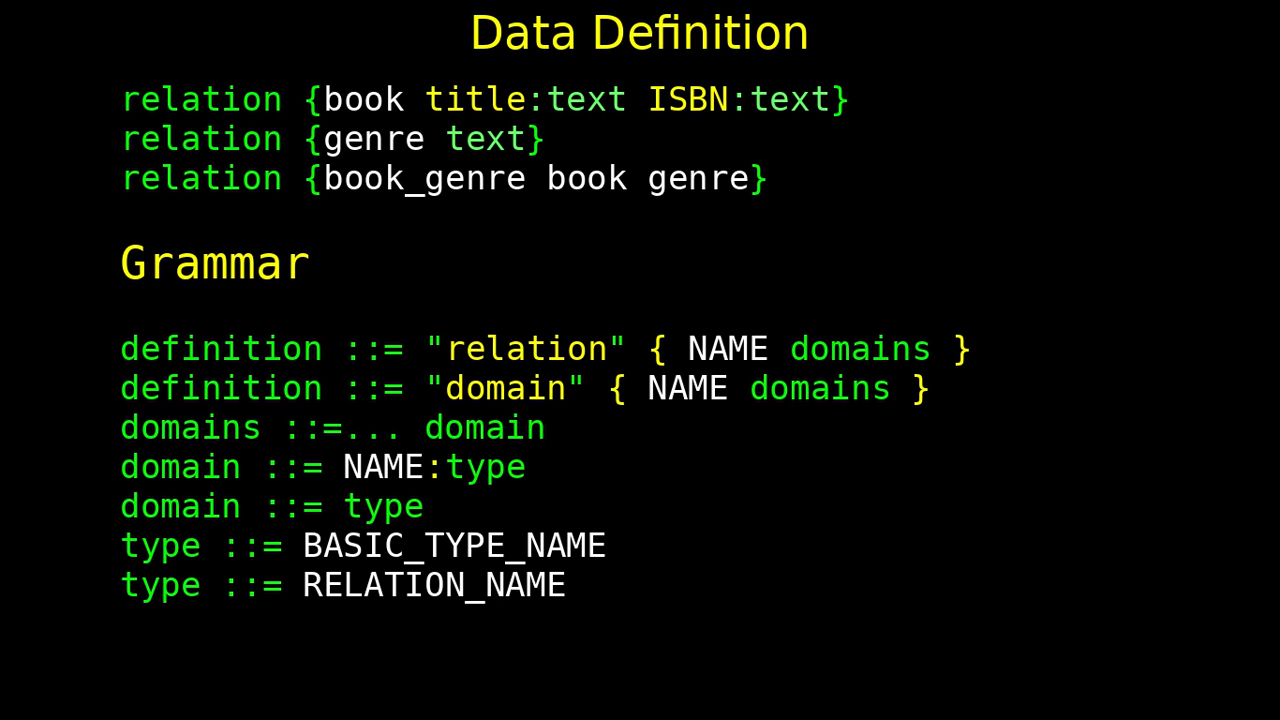 Data Definition
relation {book title:text ISBN:text}
relation {genre text}
relation {book_genre book genre}
Grammar
definition ::= "relation" { NAME domains }
definition ::= "domain" { NAME domains }
domains ::=... domain
domain ::= NAME:type
domain ::= type
type ::= BASIC_TYPE_NAME
type ::= RELATION_NAME